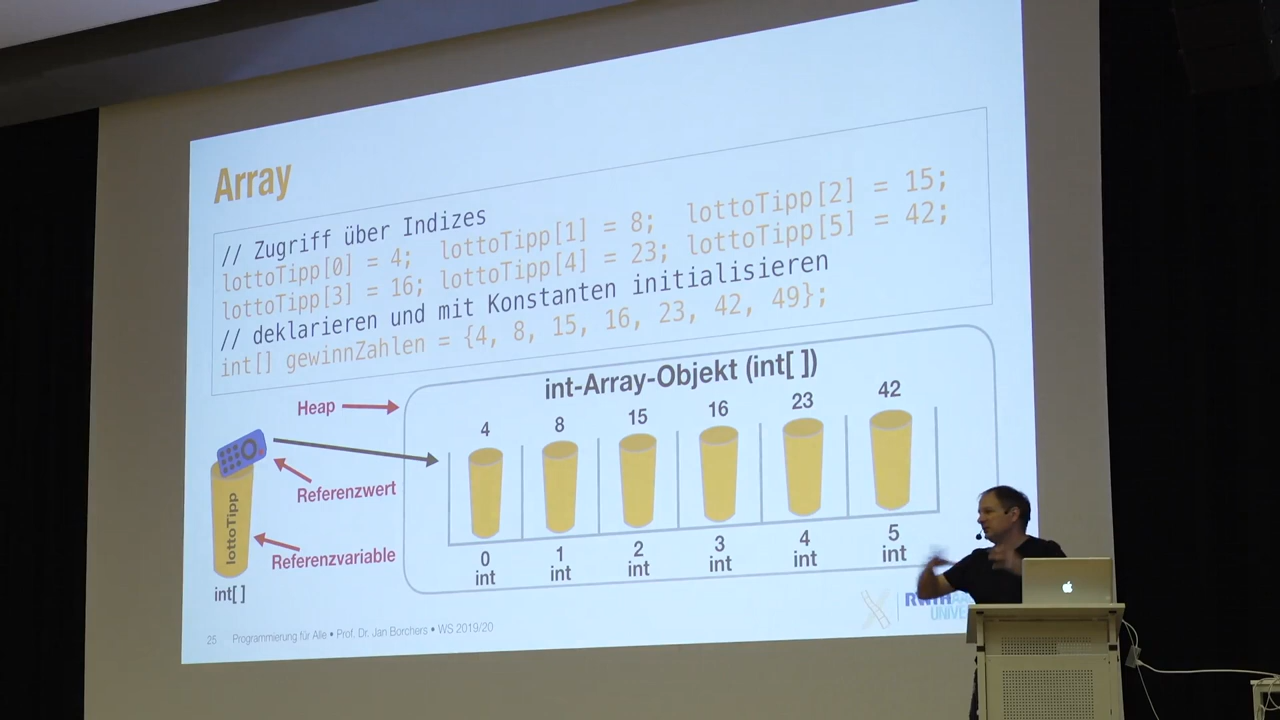 Array
// Zugriff über Indizes
lottoTipp[0] = 4; lottoTipp[1] = 8; lottoTipp[2] = 15;
lottoTipp[3] = 16; lottoTipp[4] = 23; lottoTipp[5] = 42;
// deklarieren und mit Konstanten initialisieren
int[] gewinnZahlen = {4, 8, 15, 16, 23, 42, 49};
int-Array-Objekt (int[ ])
Heap
4 8 15 16 23 42
Referenzwert
lottoTipp
Referenzvariable
0 1 2 3 4 5
int int int int int int
int[ ]
RWTH
UNIVE
25 Programmierung für Alle • Prof. Dr. Jan Borchers • WS 2019/20